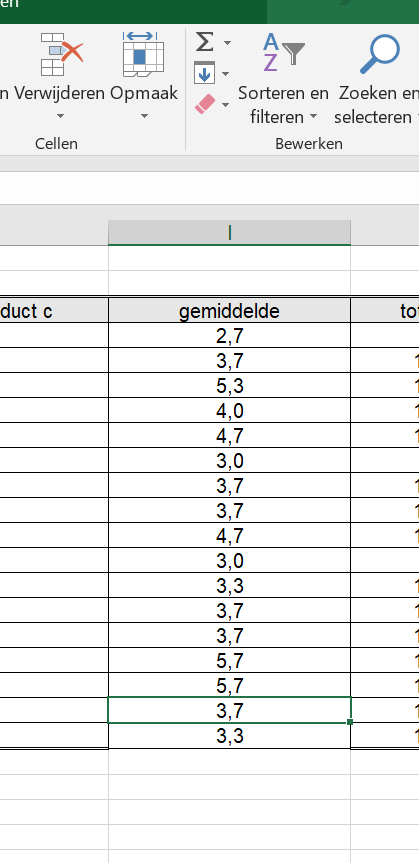 en
n Verwijderen Opmaak
Sorteren en
filteren
Zoeken en
selecteren
Cellen
Bewerken
I
duct c gemiddelde tot
2,7
3,7 1
5,3 1
4,0 1
4,7 1
3,0
3,7 1
3,7 1
4,7 1
3,0
3,3 1
3,7 1
3,7 1
5,7 1
5,7 1
3,7 1
3,3 1